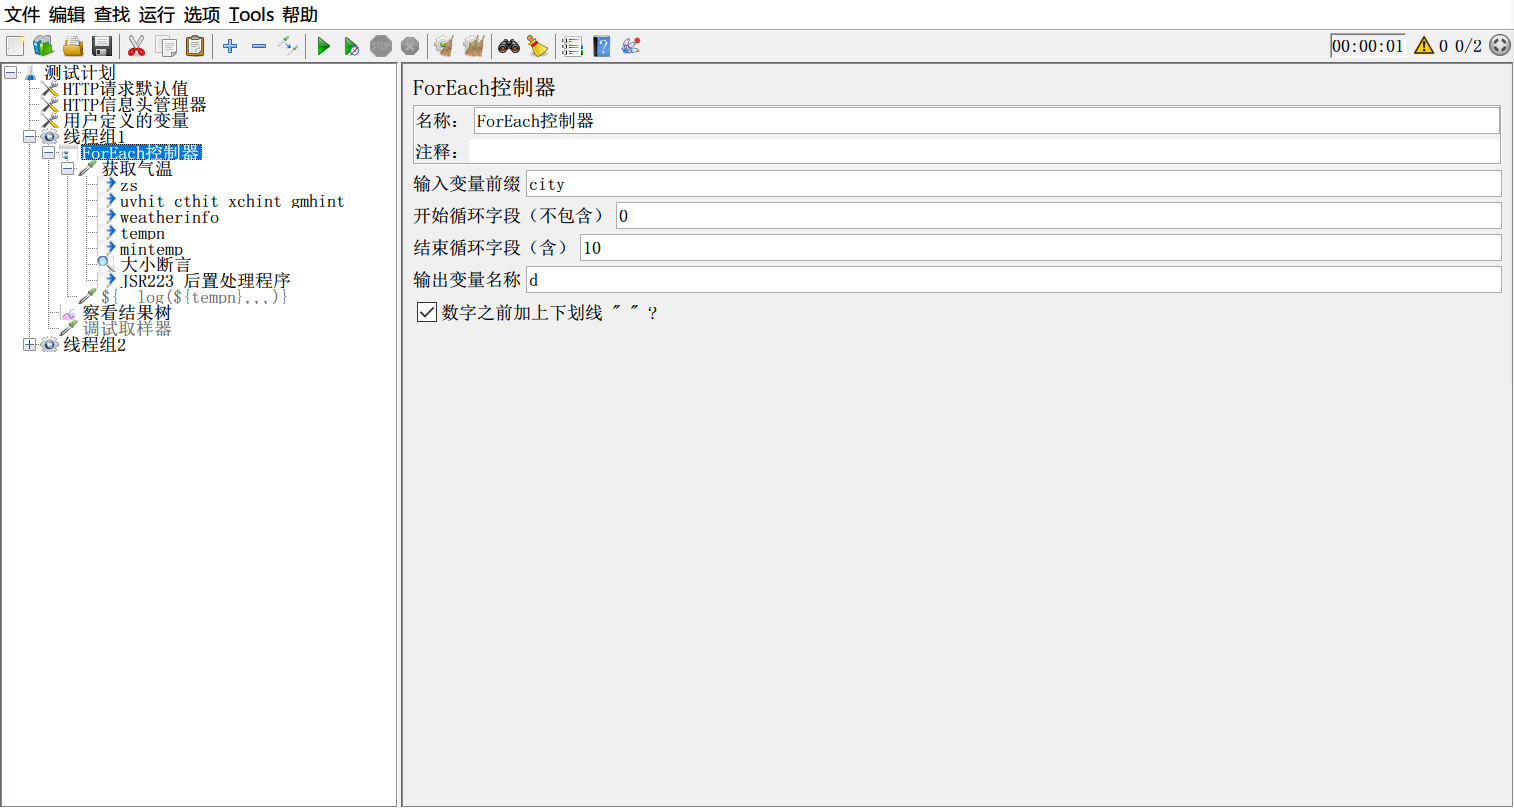 文件 编辑 查找 运行 选项 Tools 帮助
STOP
00:00:01 0 0/2
测试计划
HTTP请求默认值
HTTP信息头管理器
用户定义的变量
线程组1
ForEach控制器
获取气温
zs
uvhit cthit xchint gmhint
weatherinfo
tempn
mintemp
大小断言
JSR223 后置处理程序
${__log(${tempn},,,)}
察看结果树
调试取样器
线程组2
ForEach控制器
名称： ForEach控制器
注释：
输入变量前缀 city
开始循环字段（不包含） 0
结束循环字段（含） 10
输出变量名称 d
数字之前加上下划线 "_" ?